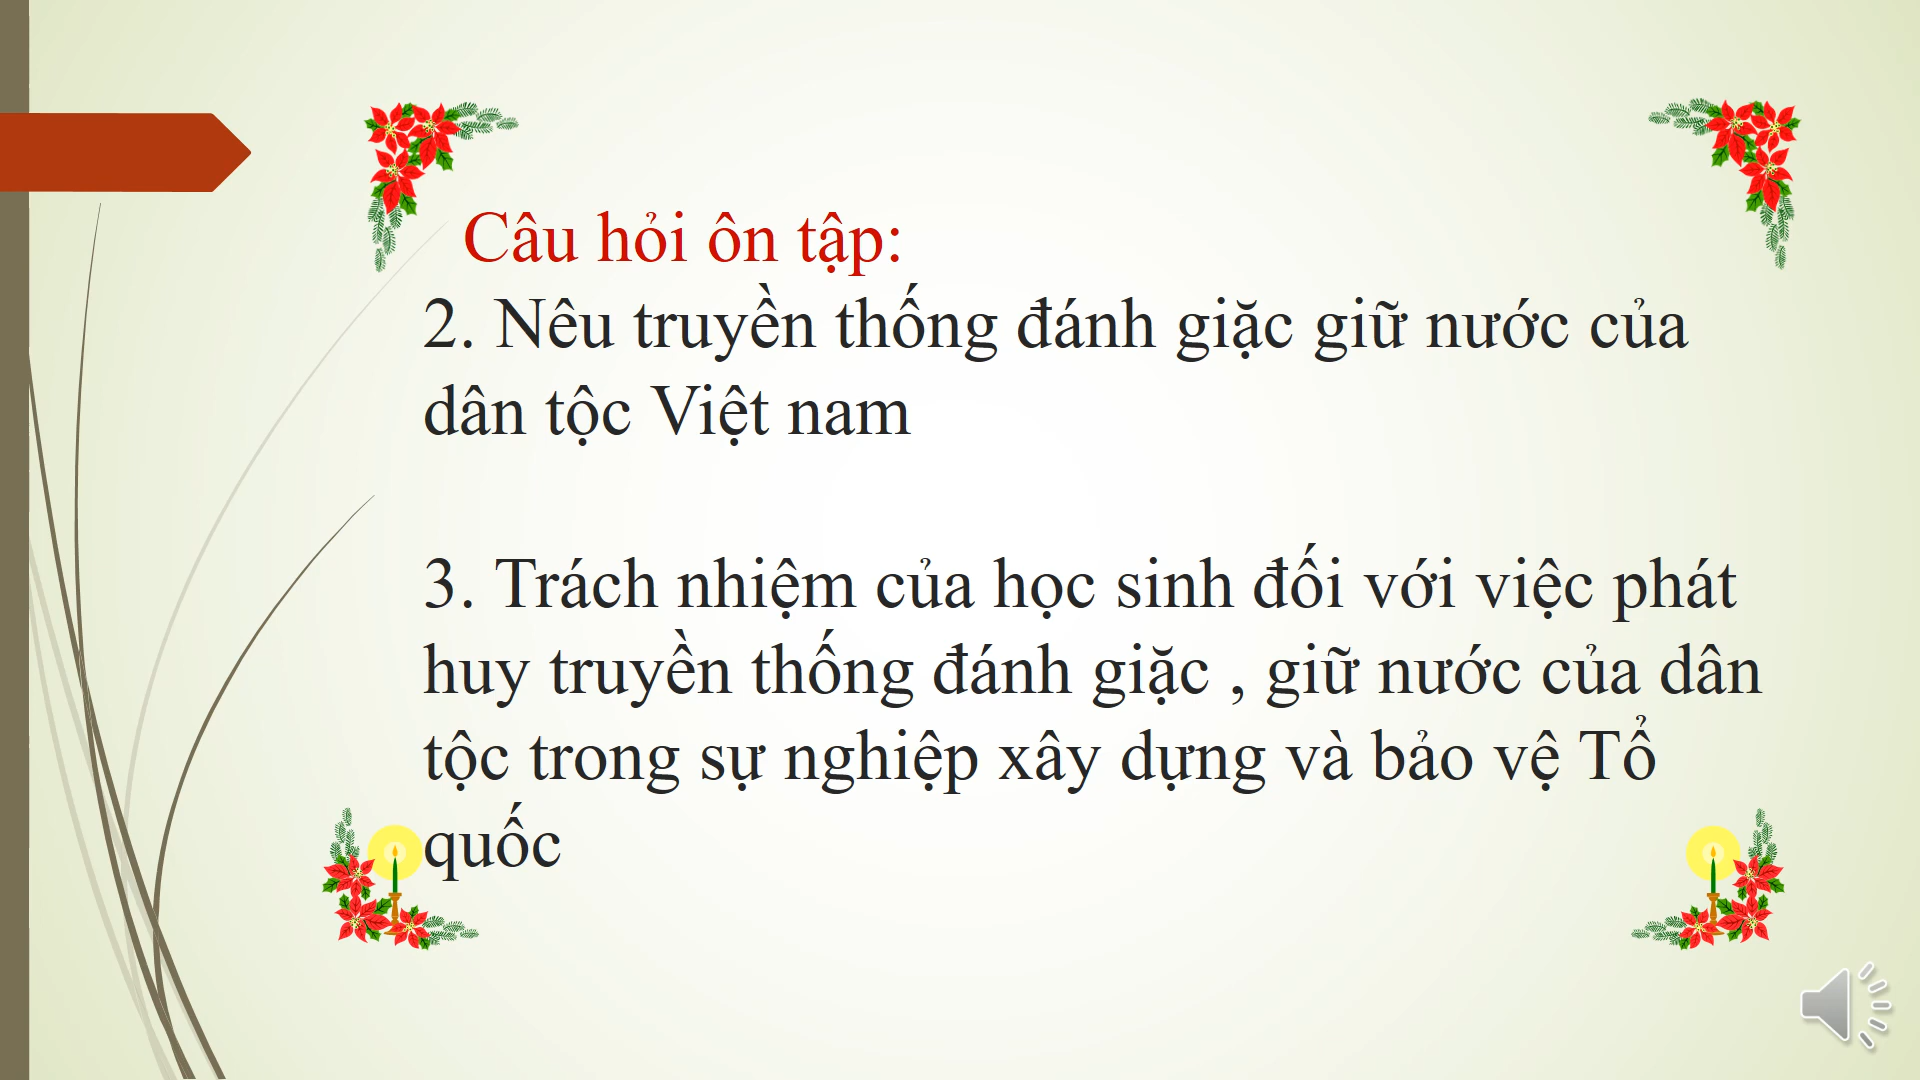 Câu hỏi ôn tập:
2. Nêu truyền thống đánh giặc giữ nước của
dân tộc Việt nam
3. Trách nhiệm của học sinh đối với việc phát
huy truyền thống đánh giặc , giữ nước của dân
tộc trong sự nghiệp xây dựng và bảo vệ Tổ
quốc